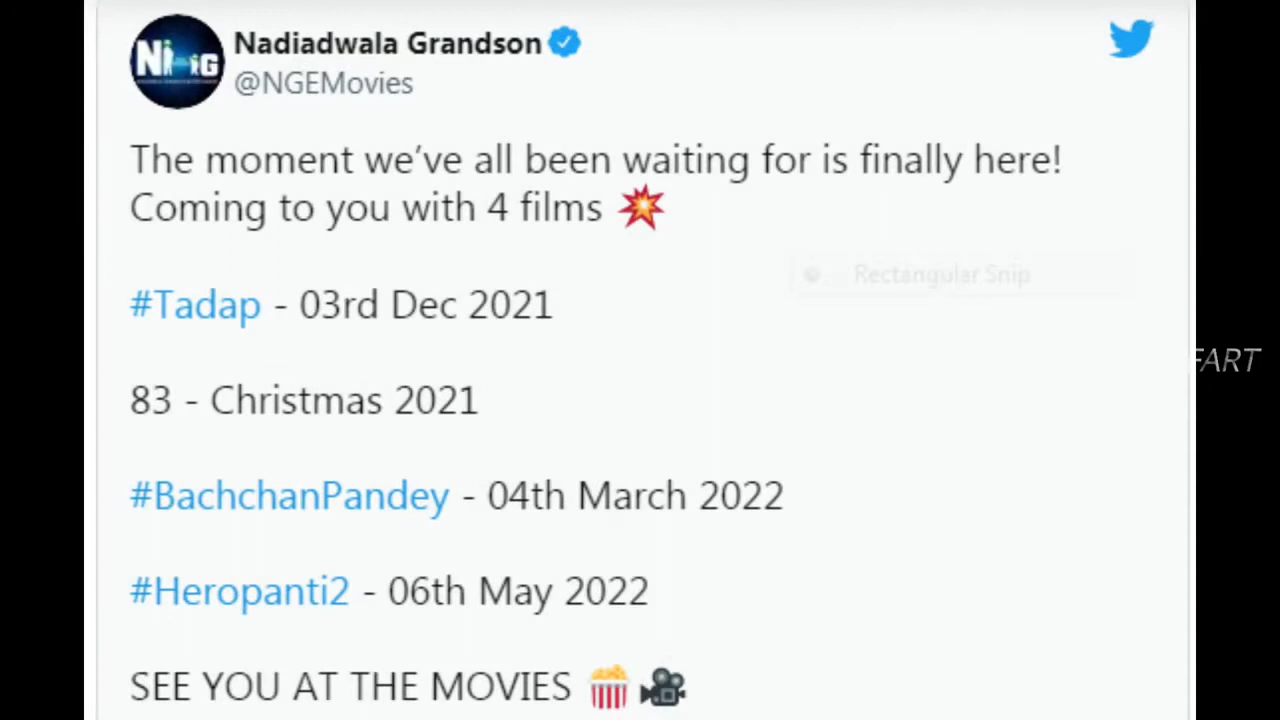 Nadiadwala Grandson
@NGEMovies
The moment we've all been waiting for is finally here!
Coming to you with 4 films 💥
Rectangular Snip
#Tadap - 03rd Dec 2021
83 - Christmas 2021
#BachchanPandey - 04th March 2022
#Heropanti2 - 06th May 2022
SEE YOU AT THE MOVIES 🍿 🎥